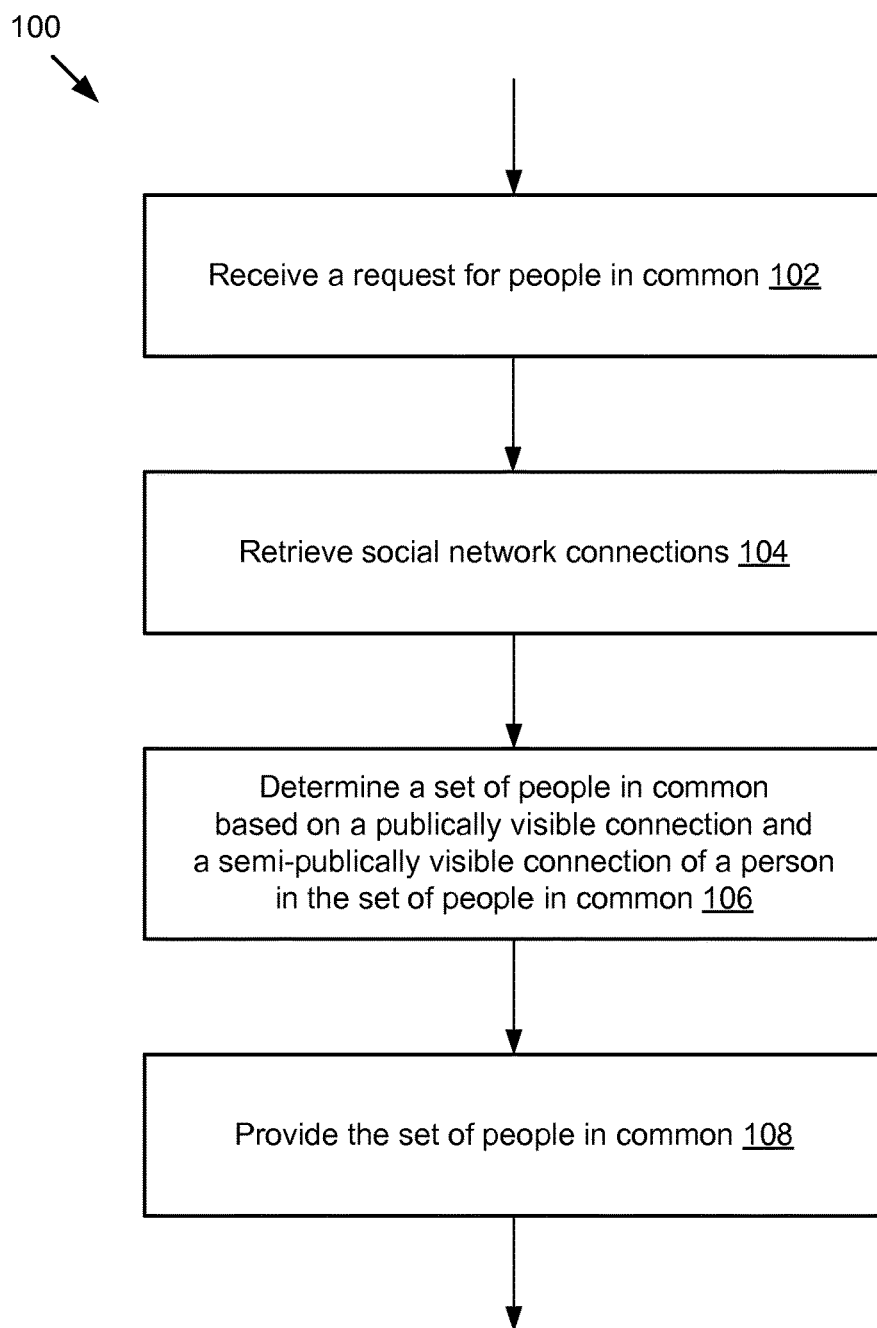 100
Receive a request for people in common 102
Retrieve social network connections 104
Determine a set of people in common
based on a publically visible connection and
a semi-publically visible connection of a person
in the set of people in common 106
Provide the set of people in common 108